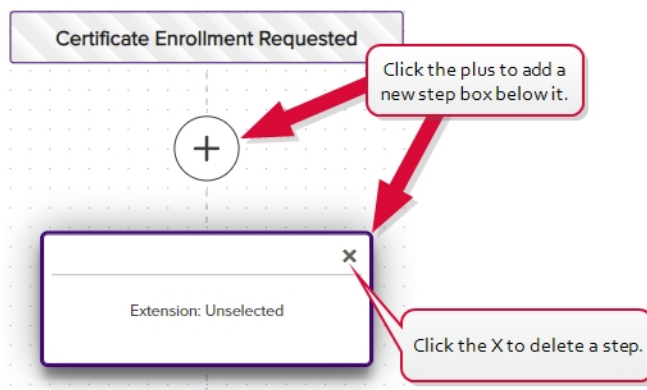 Certificate Enrollment Requested
Click the plus to add a
new step box below it.
Extension: Unselected
Click the X to delete a step.